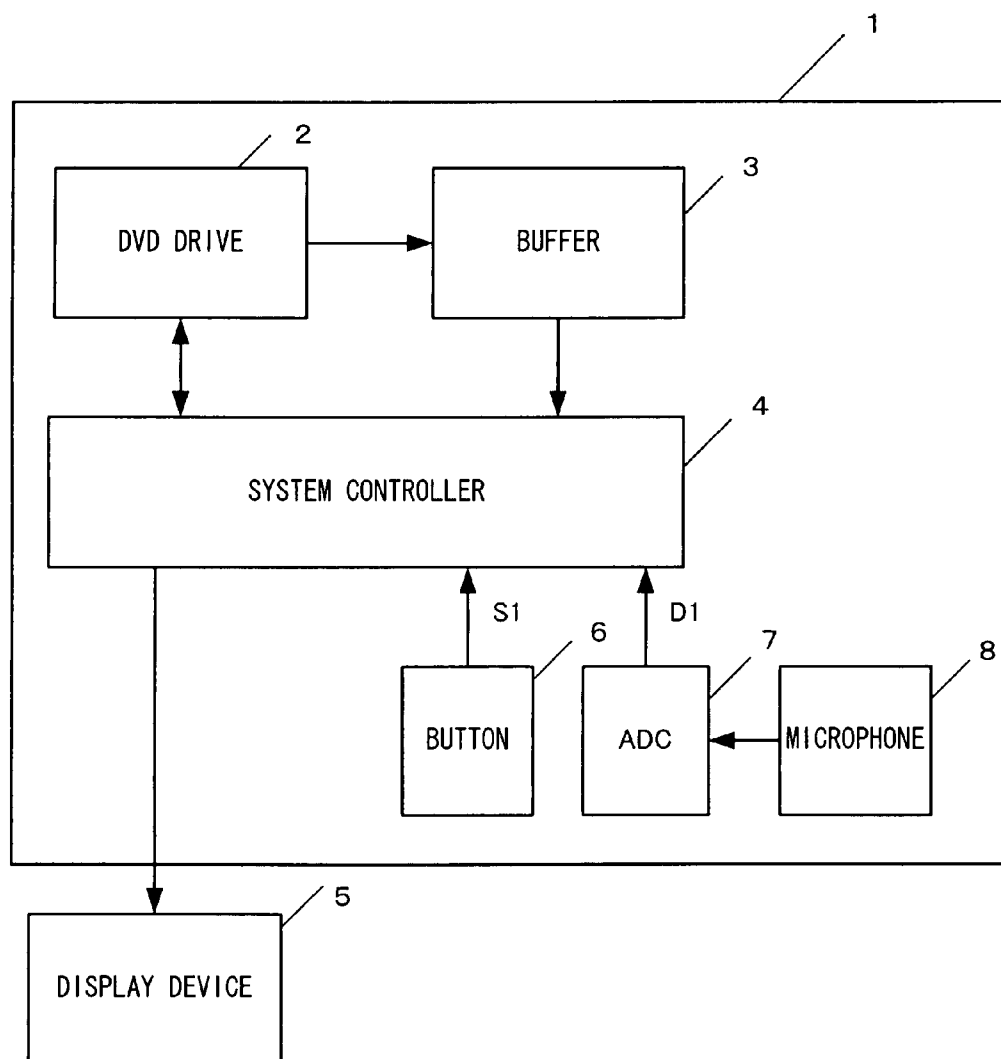 1
2
3
DVD DRIVE
BUFFER
4
SYSTEM CONTROLLER
S1
D1
6
7
8
BUTTON
ADC
MICROPHONE
5
DISPLAY DEVICE